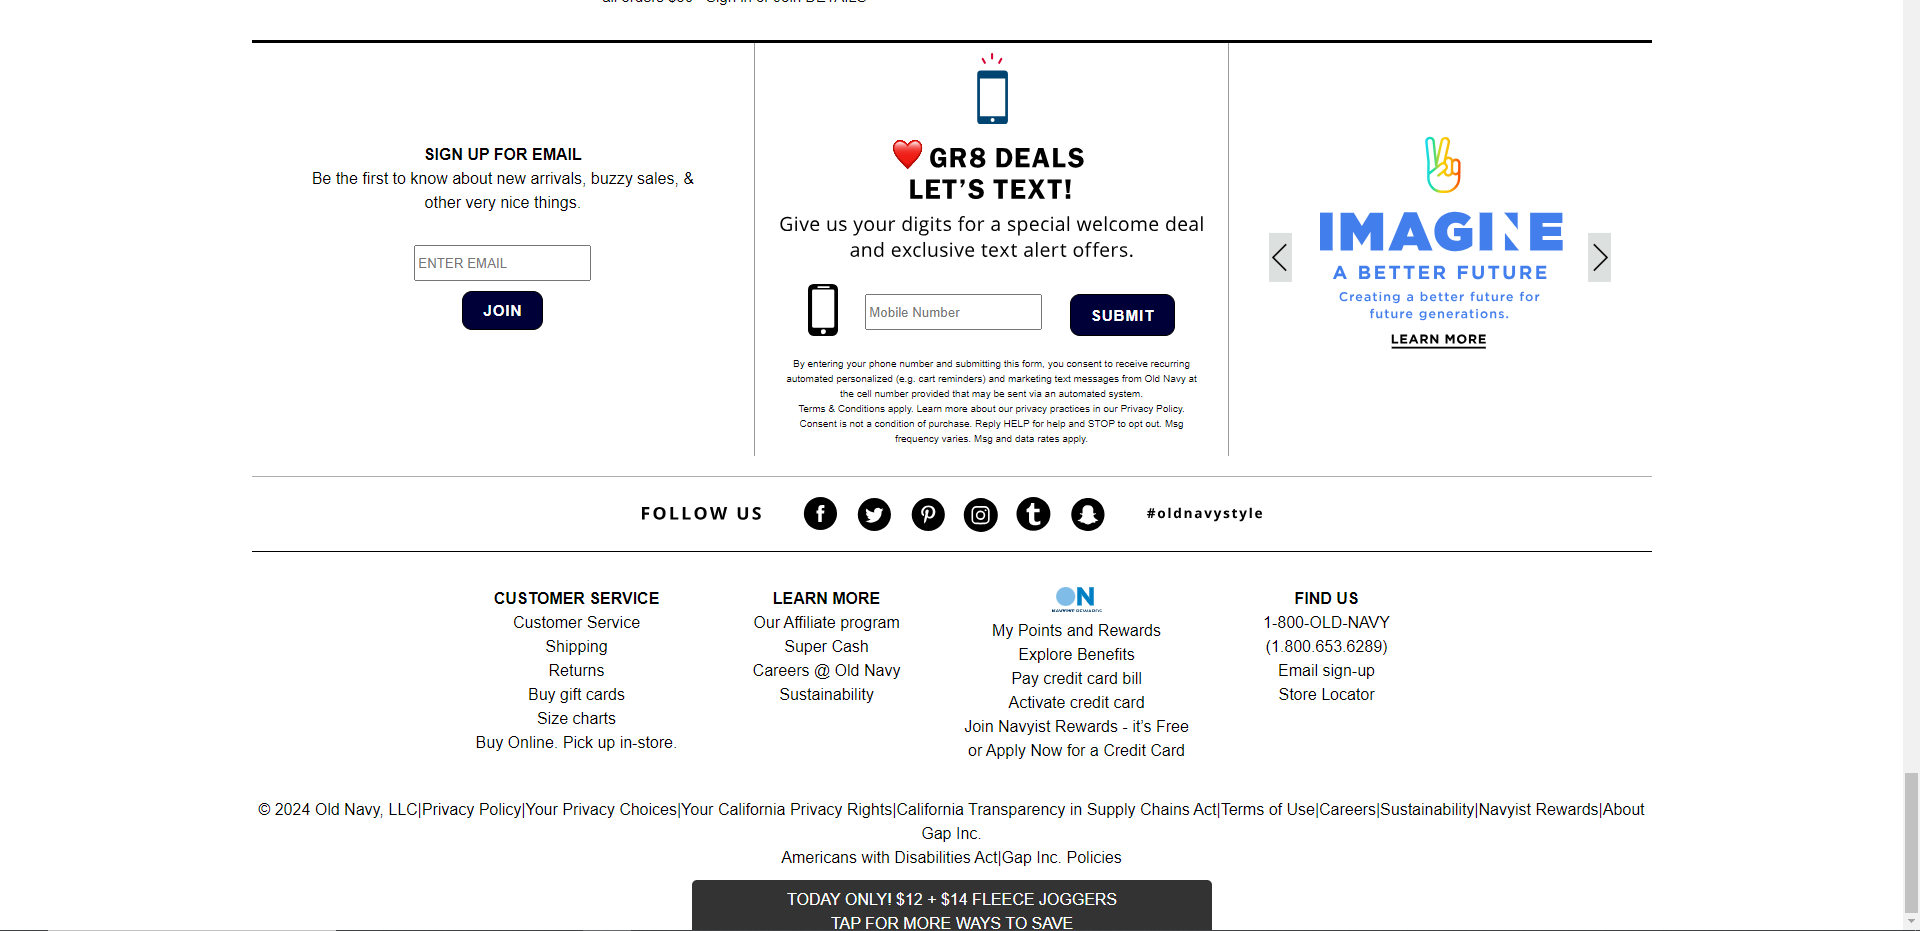 all orders $50+ Sign in or Join DETAILS
SIGN UP FOR EMAIL
Be the first to know about new arrivals, buzzy sales, &
other very nice things.
ENTER EMAIL
JOIN
GR8 DEALS
LET'S TEXT!
Give us your digits for a special welcome deal
and exclusive text alert offers.
Mobile Number
SUBMIT
By entering your phone number and submitting this form, you consent to receive recurring
automated personalized (e.g. cart reminders) and marketing text messages from Old Navy at
the cell number provided that may be sent via an automated system.
Terms & Conditions apply. Learn more about our privacy practices in our Privacy Policy.
Consent is not a condition of purchase. Reply HELP for help and STOP to opt out. Msg
frequency varies. Msg and data rates apply.
IMAGINE
A BETTER FUTURE
Creating a better future for
future generations.
LEARN MORE
FOLLOW US
#oldnavystyle
CUSTOMER SERVICE
Customer Service
Shipping
Returns
Buy gift cards
Size charts
Buy Online. Pick up in-store.
LEARN MORE
Our Affiliate program
Super Cash
Careers @ Old Navy
Sustainability
ON
NAVYIST REWARDS
My Points and Rewards
Explore Benefits
Pay credit card bill
Activate credit card
Join Navyist Rewards - it's Free
or Apply Now for a Credit Card
FIND US
1-800-OLD-NAVY
(1.800.653.6289)
Email sign-up
Store Locator
© 2024 Old Navy, LLC|Privacy Policy|Your Privacy Choices|Your California Privacy Rights|California Transparency in Supply Chains Act|Terms of Use|Careers|Sustainability|Navyist Rewards|About
Gap Inc.
Americans with Disabilities Act|Gap Inc. Policies
TODAY ONLY! $12 + $14 FLEECE JOGGERS
TAP FOR MORE WAYS TO SAVE